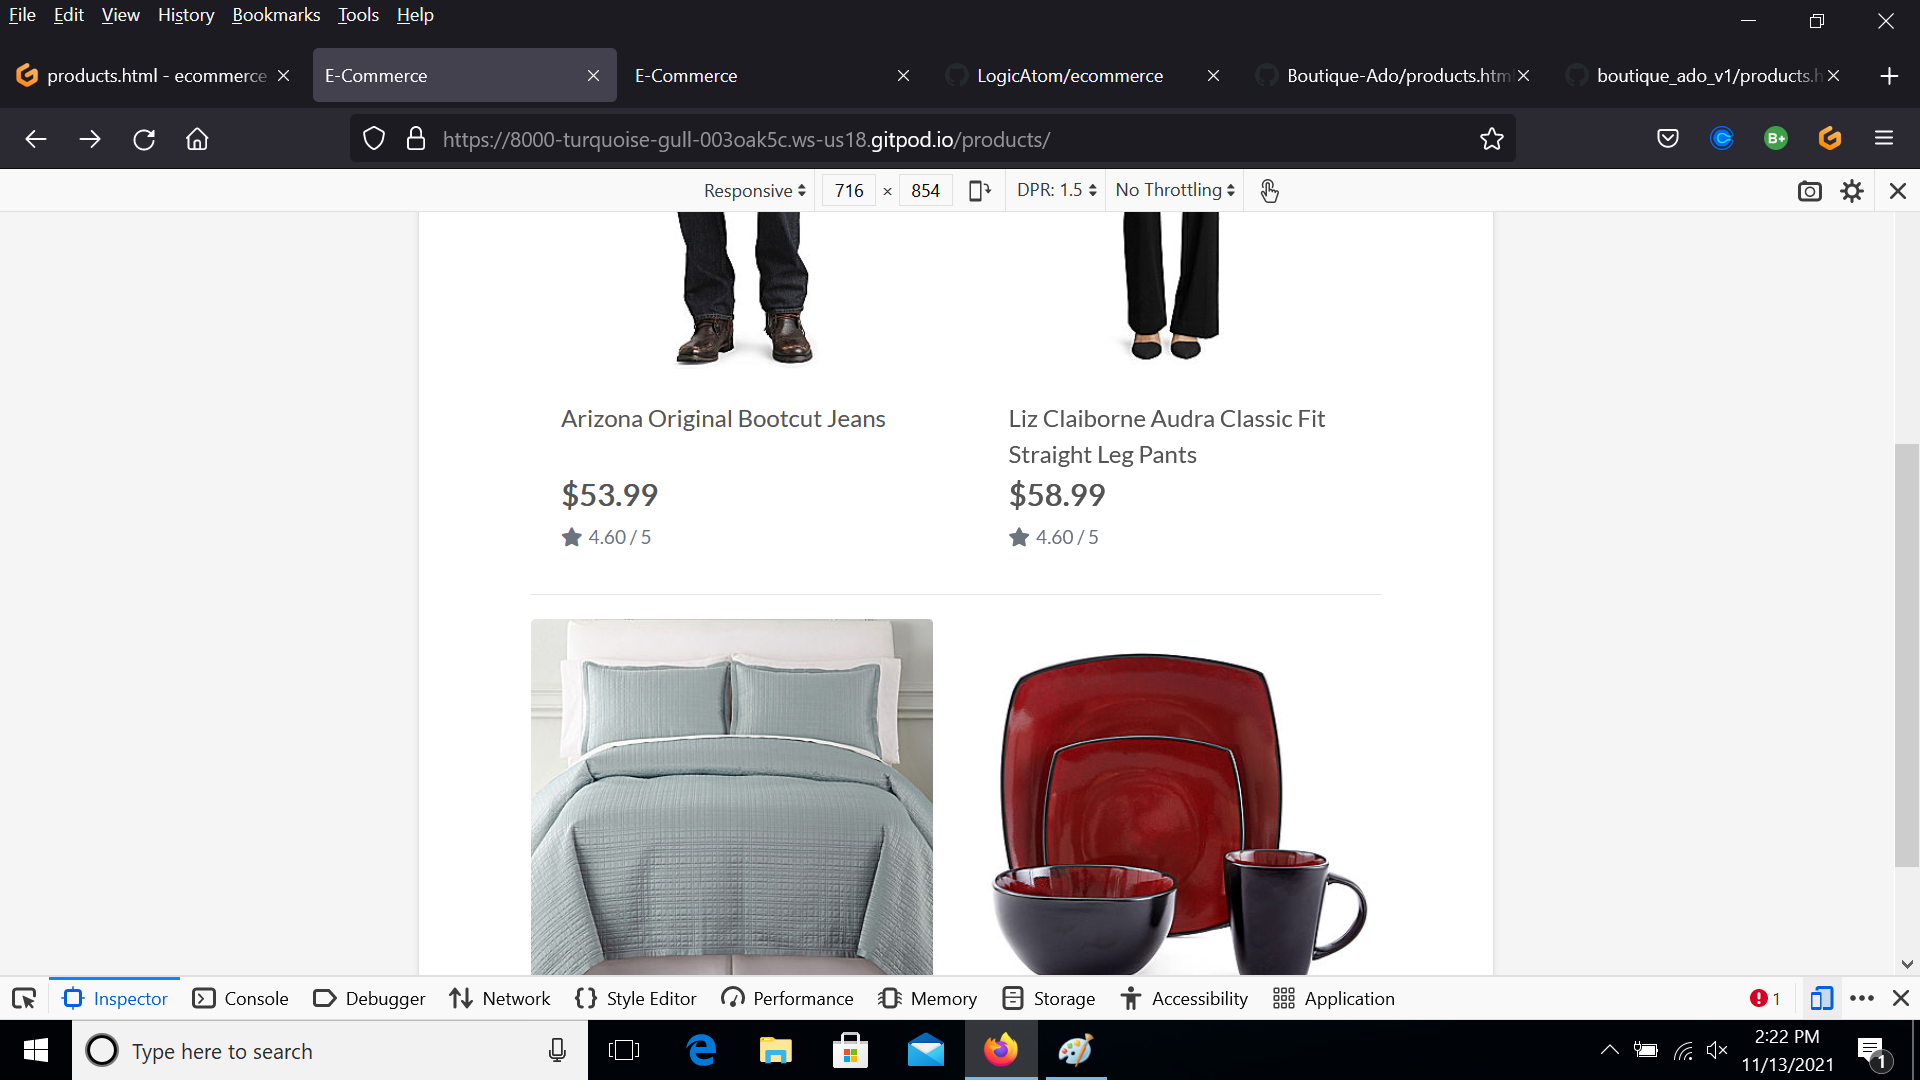 File Edit View History Bookmarks Tools Help
products.html - ecommerce
E-Commerce
E-Commerce
LogicAtom/ecommerce
Boutique-Ado/products.htm
boutique_ado_v1/products.h
https://8000-turquoise-gull-003oak5c.ws-us18.gitpod.io/products/
B+
Responsive 716 × 854 DPR: 1.5 No Throttling
Arizona Original Bootcut Jeans
$53.99
4.60 / 5
Liz Claiborne Audra Classic Fit
Straight Leg Pants
$58.99
4.60 / 5
Inspector Console Debugger Network Style Editor Performance Memory Storage Accessibility Application 1
Type here to search
2:22 PM
11/13/2021
1